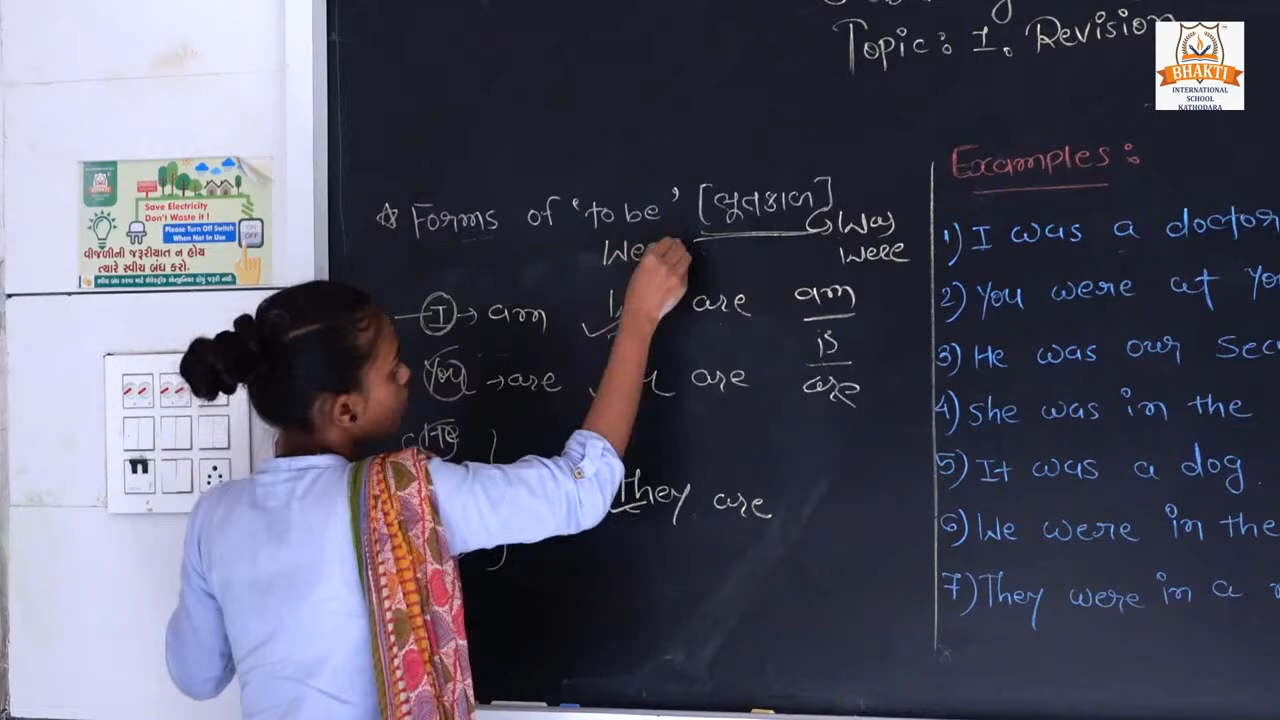 Topic: 1. Revision
BHAKTI
INTERNATIONAL
SCHOOL
KATHODARA
Save Electricity
Don't Waste it !
Please Turn Off Switch
When Not In Use
ON
OFF
વીજળીની જરૂરીયાત ન હોય
ત્યારે સ્વીચ બંધ કરો.
☆ Forms of 'to be' [ભૂતકાળ]
was
were
We
I → am
are
am
is
You → are
are
are
He
They are
Examples:
1) I was a doctor
2) You were at
3) He was our
4) She was in the
5) It was a dog.
6) We were in the
7) They were in a